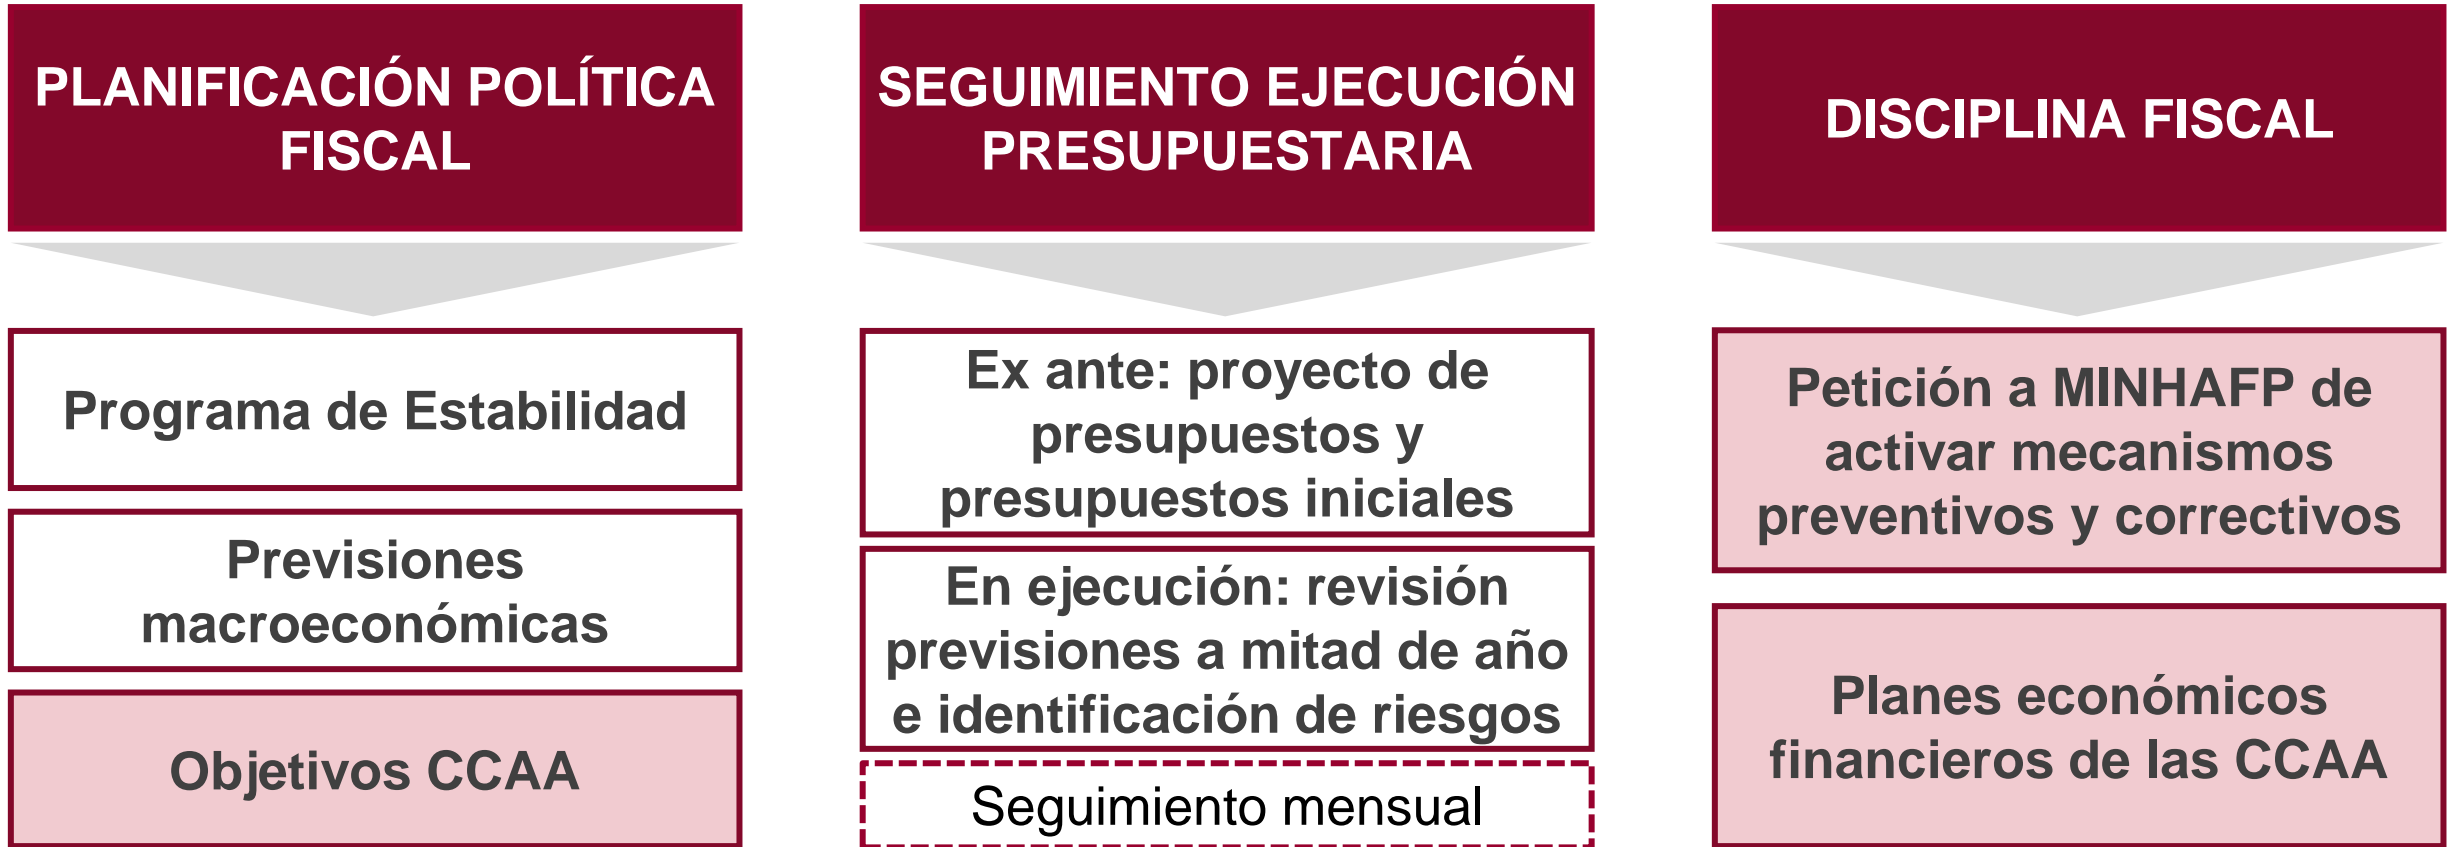 PLANIFICACIÓN POLÍTICA
FISCAL
Programa de Estabilidad
Previsiones
macroeconómicas
Objetivos CCAA
SEGUIMIENTO EJECUCIÓN
PRESUPUESTARIA
Ex ante: proyecto de
presupuestos y
presupuestos iniciales
En ejecución: revisión
previsiones a mitad de año
e identificación de riesgos
Seguimiento mensual
DISCIPLINA FISCAL
Petición a MINHAFP de
activar mecanismos
preventivos y correctivos
Planes económicos
financieros de las CCAA